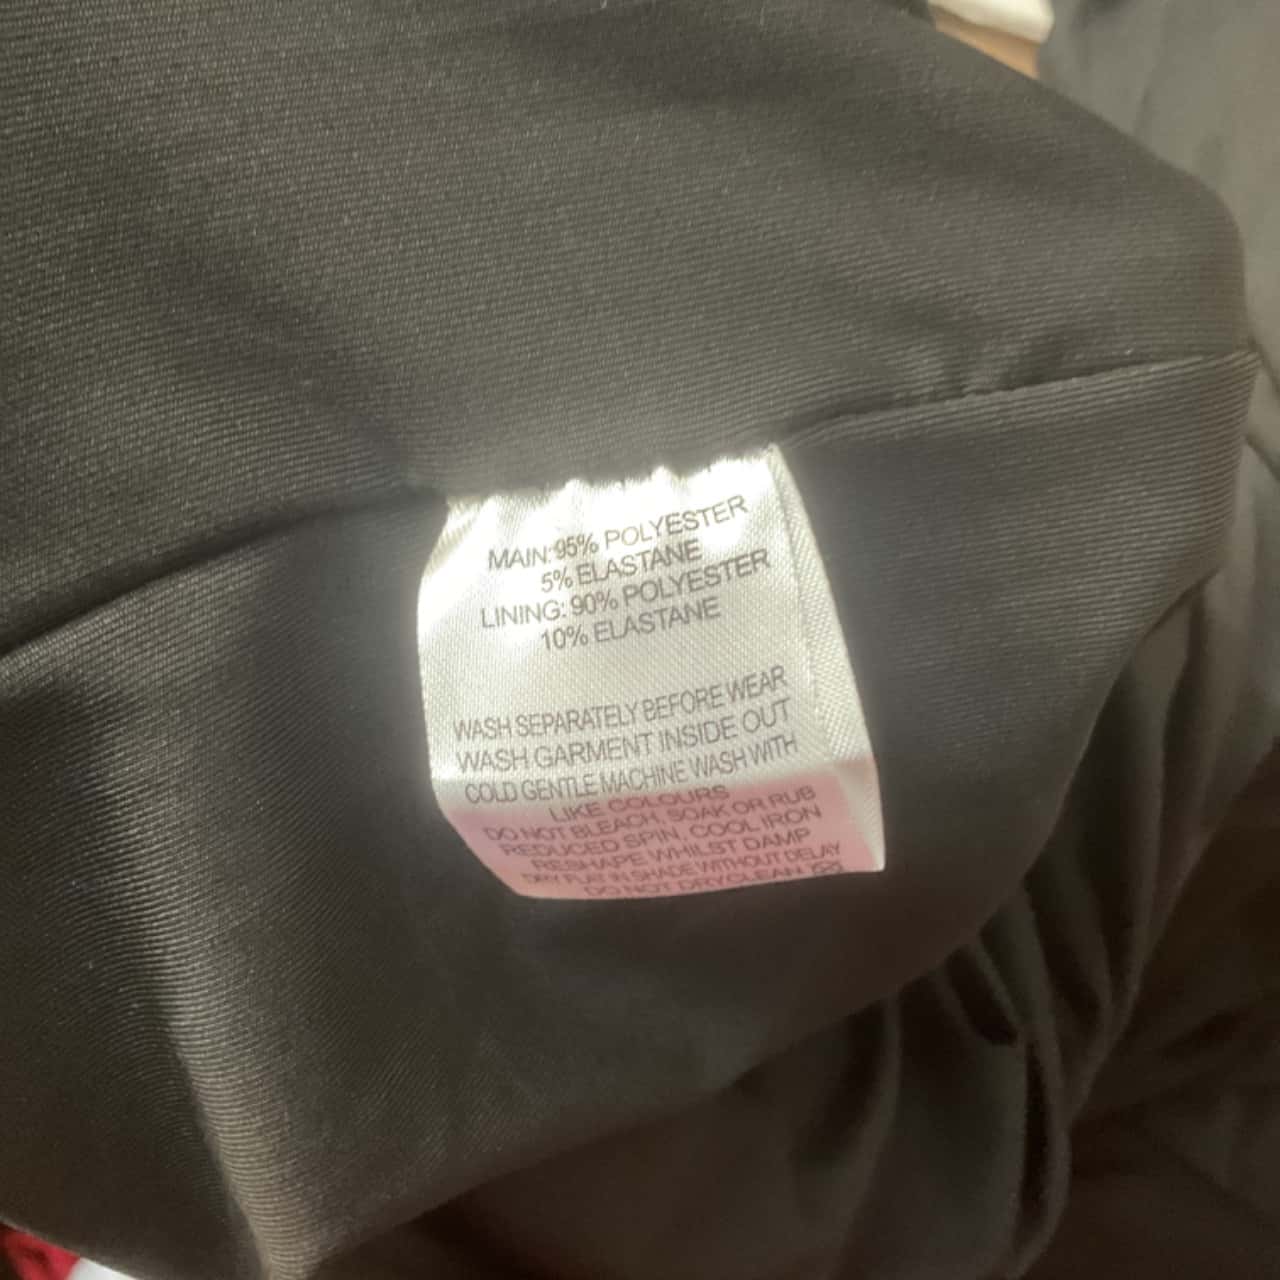 MAIN: 95% POLYESTER
5% ELASTANE
LINING: 90% POLYESTER
10% ELASTANE
WASH SEPARATELY BEFORE WEAR
WASH GARMENT INSIDE OUT
COLD GENTLE MACHINE WASH WITH
LIKE COLOURS
DO NOT BLEACH, SOAK OR RUB
REDUCED SPIN, COOL IRON
RESHAPE WHILST DAMP
DRY FLAT IN SHADE WITHOUT DELAY
DO NOT DRYCLEAN